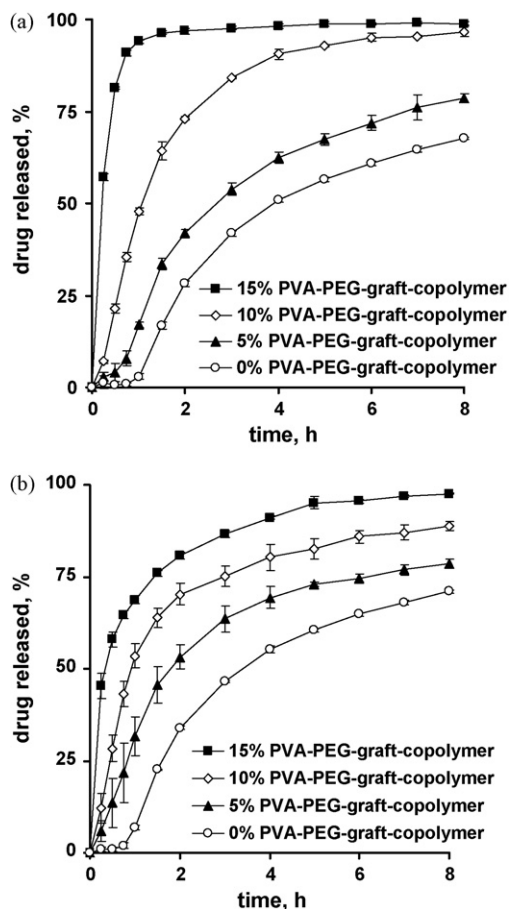 (a)
100
75
50
25
0
drug released, %
15% PVA-PEG-graft-copolymer
10% PVA-PEG-graft-copolymer
5% PVA-PEG-graft-copolymer
0% PVA-PEG-graft-copolymer
0 2 4 6 8
time, h
(b)
100
75
50
25
0
drug released, %
15% PVA-PEG-graft-copolymer
10% PVA-PEG-graft-copolymer
5% PVA-PEG-graft-copolymer
0% PVA-PEG-graft-copolymer
0 2 4 6 8
time, h